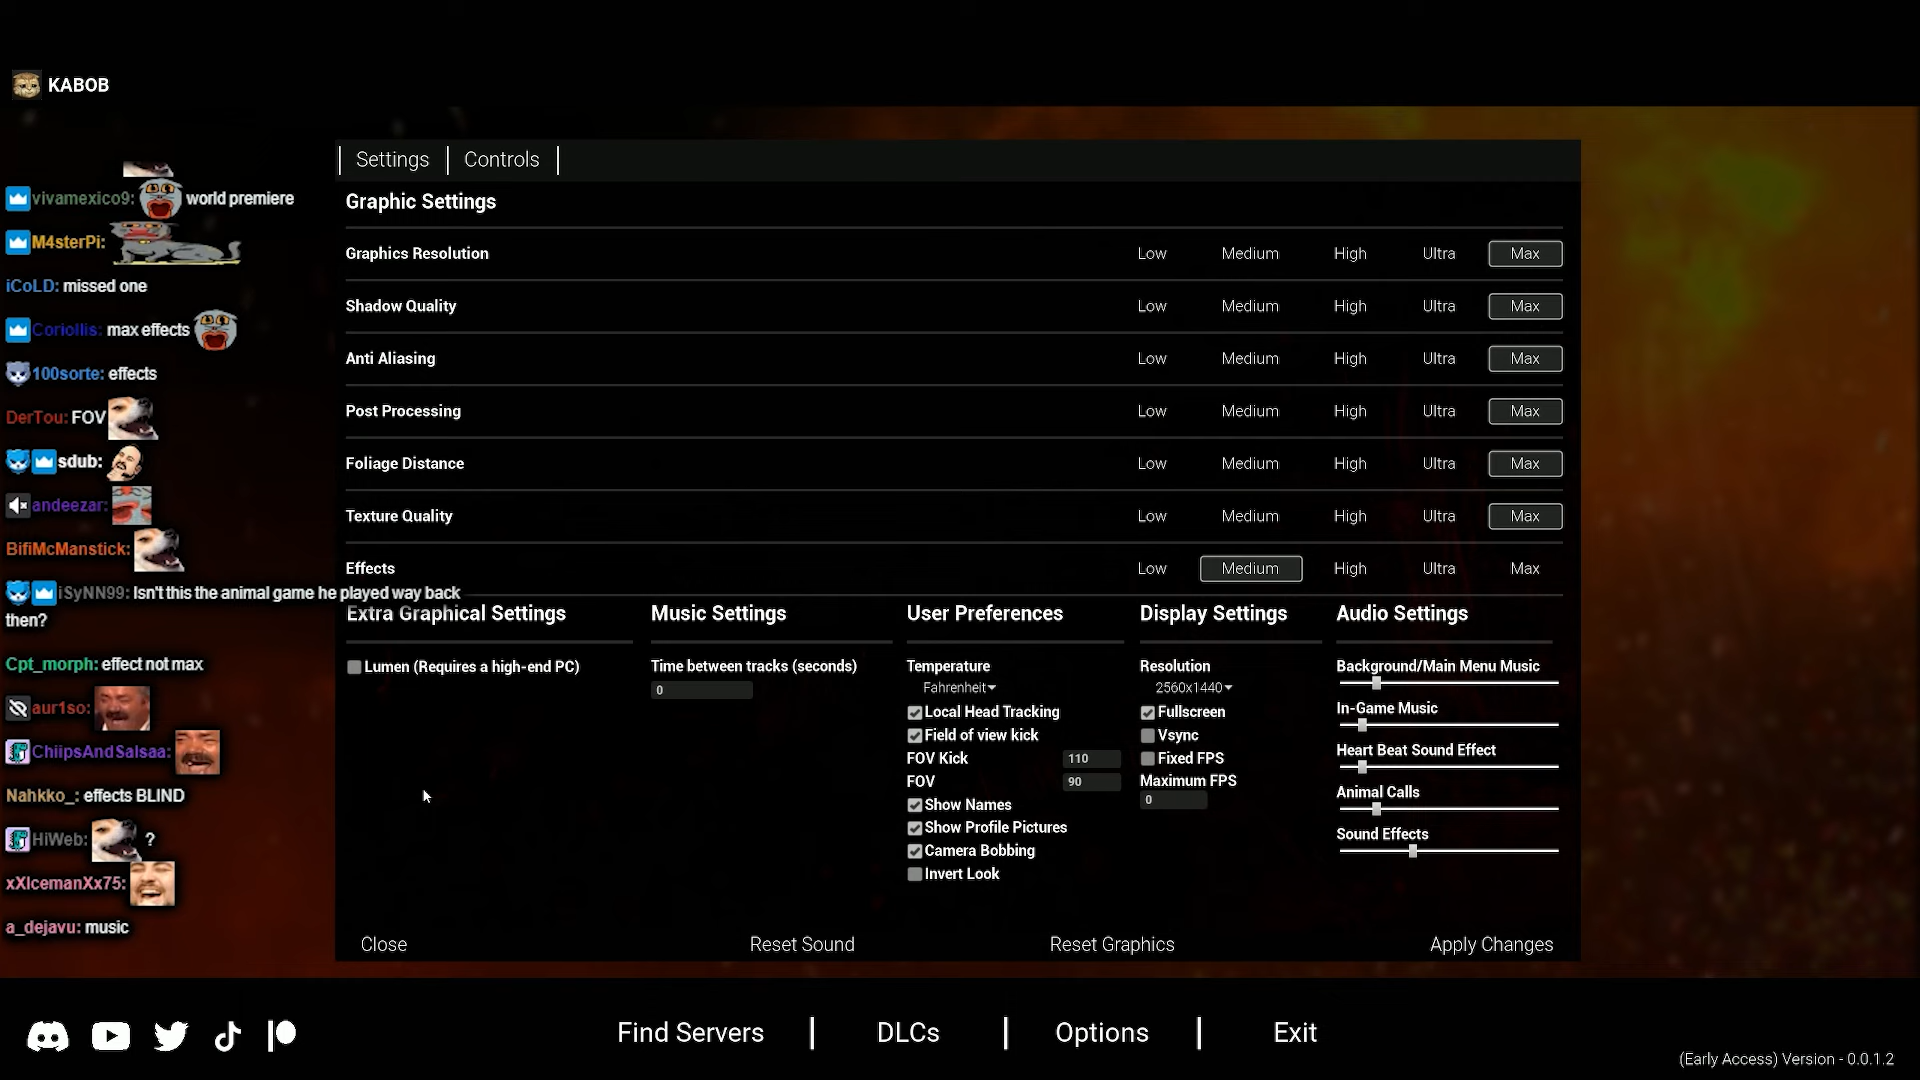 KABOB
vivamexico9: world premiere
M4sterPi:
iCoLD: missed one
Coriollis: max effects
100sorte: effects
DerTou: FOV
sdub:
andeezar:
BifiMcManstick:
iSyNN99: Isn't this the animal game he played way back
then?
Cpt_morph: effect not max
aur1so:
ChiipsAndSalsaa:
Nahkko_: effects BLIND
HiWeb: ?
xXIcemanXx75:
a_dejavu: music
Settings Controls
Graphic Settings
Graphics Resolution Low Medium High Ultra Max
Shadow Quality Low Medium High Ultra Max
Anti Aliasing Low Medium High Ultra Max
Post Processing Low Medium High Ultra Max
Foliage Distance Low Medium High Ultra Max
Texture Quality Low Medium High Ultra Max
Effects Low Medium High Ultra Max
Extra Graphical Settings
Lumen (Requires a high-end PC)
Music Settings
Time between tracks (seconds)
0
User Preferences
Temperature
Fahrenheit
Local Head Tracking
Field of view kick
FOV Kick 110
FOV 90
Show Names
Show Profile Pictures
Camera Bobbing
Invert Look
Display Settings
Resolution
2560x1440
Fullscreen
Vsync
Fixed FPS
Maximum FPS
0
Audio Settings
Background/Main Menu Music
In-Game Music
Heart Beat Sound Effect
Animal Calls
Sound Effects
Close Reset Sound Reset Graphics Apply Changes
Find Servers DLCs Options Exit
(Early Access) Version - 0.0.1.2